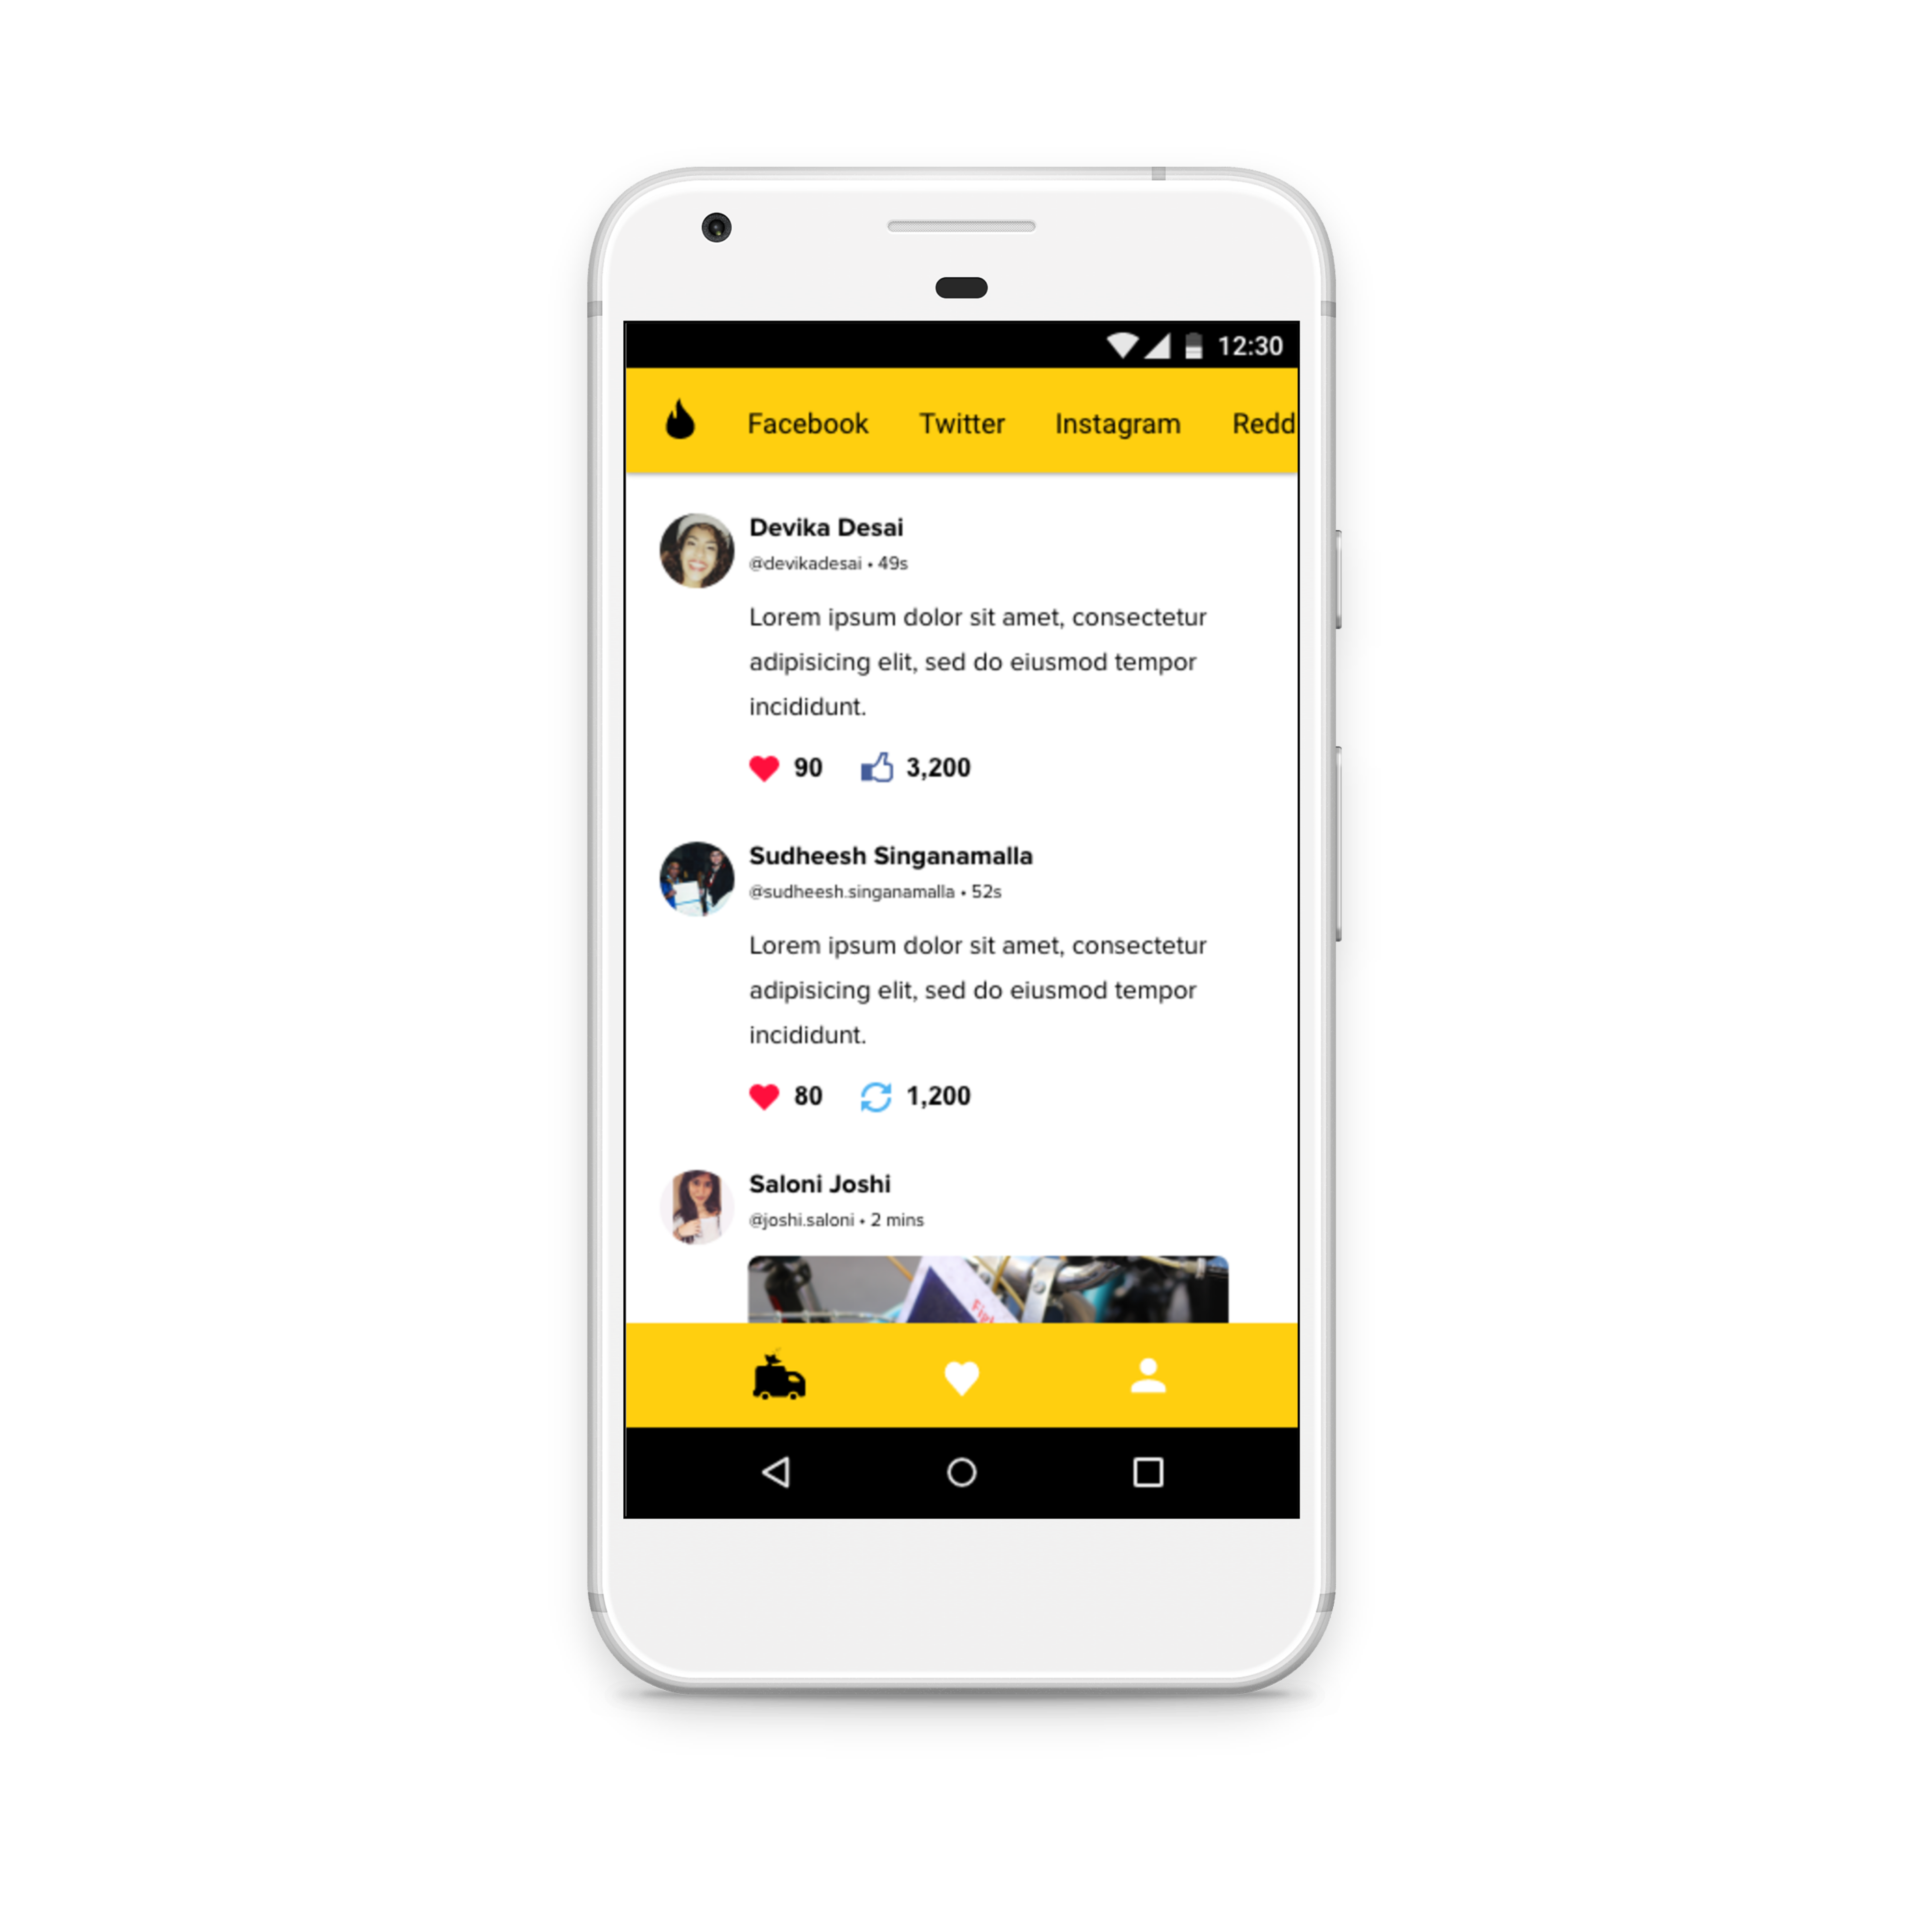 12:30
Facebook Twitter Instagram Redd
Devika Desai
@devikadesai • 49s
Lorem ipsum dolor sit amet, consectetur
adipisicing elit, sed do eiusmod tempor
incididunt.
90 3,200
Sudheesh Singanamalla
@sudheesh.singanamalla • 52s
Lorem ipsum dolor sit amet, consectetur
adipisicing elit, sed do eiusmod tempor
incididunt.
80 1,200
Saloni Joshi
@joshi.saloni • 2 mins